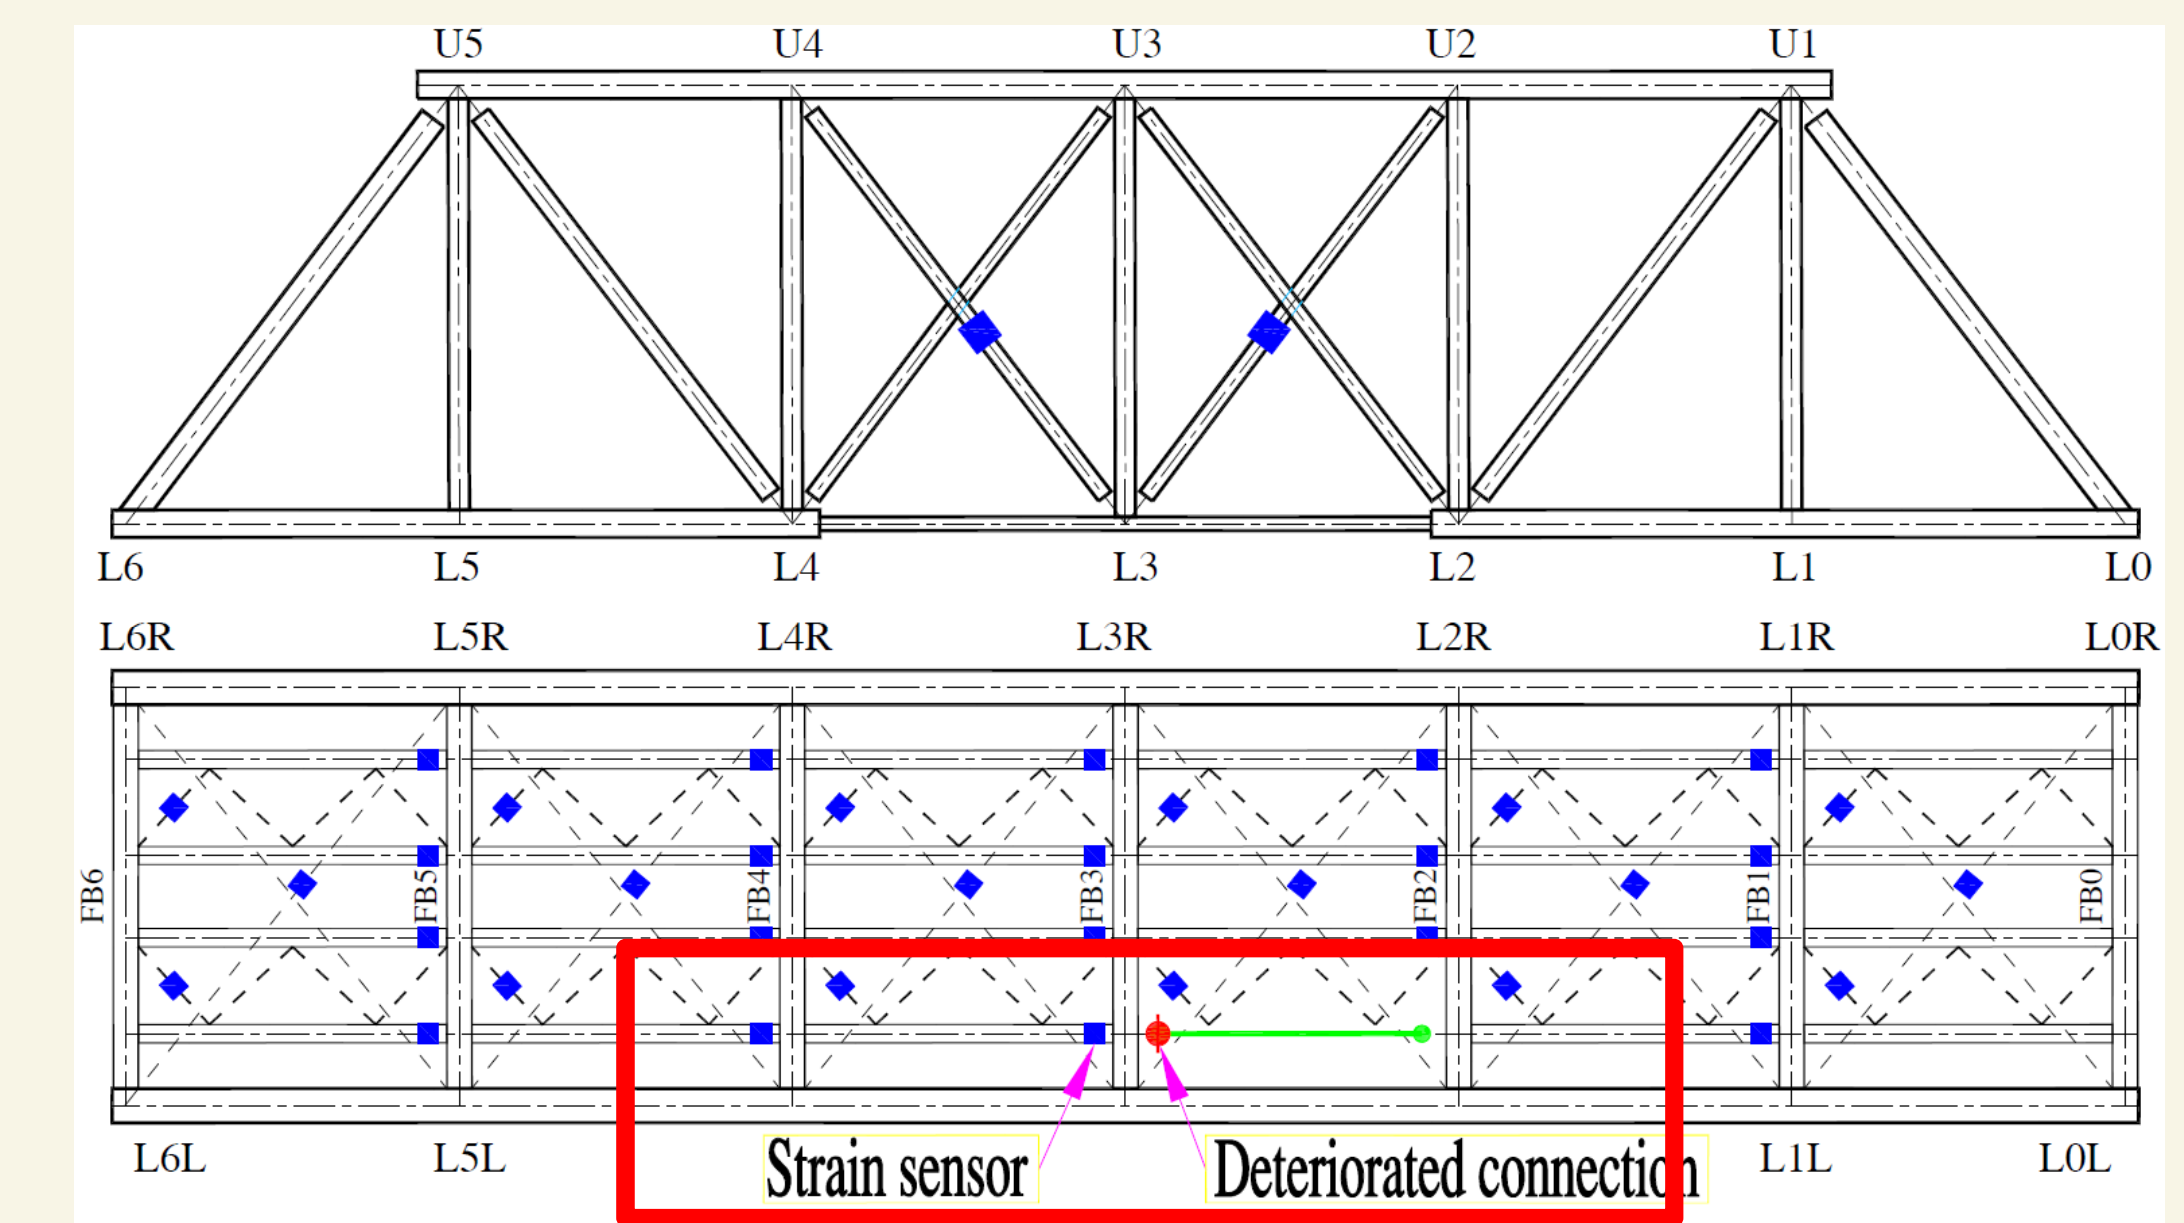 U5 U4 U3 U2 U1
L6 L5 L4 L3 L2 L1 L0
L6R L5R L4R L3R L2R L1R L0R
FB6 FB5 FB4 FB3 FB2 FB1 FB0
L6L L5L Strain sensor Deteriorated connection L1L L0L